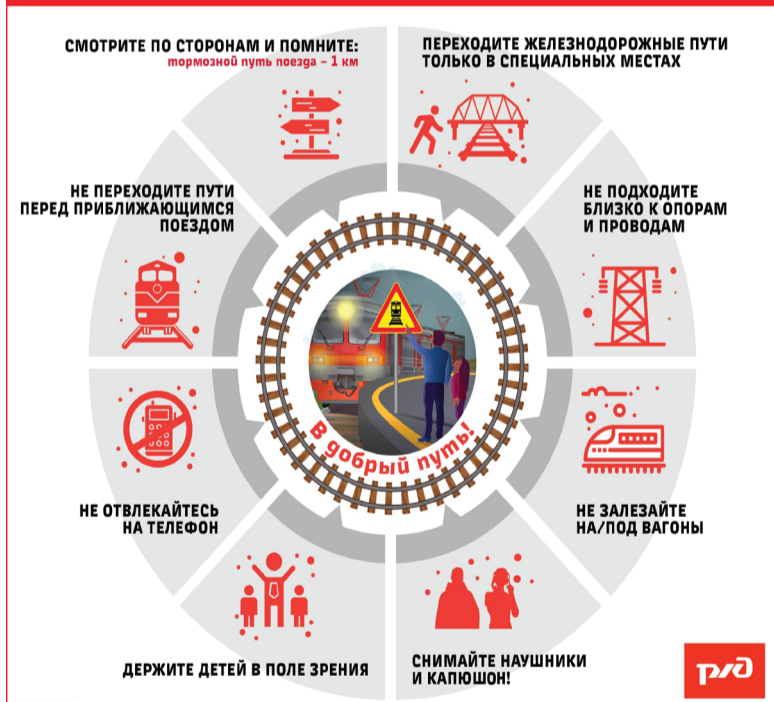 СМОТРИТЕ ПО СТОРОНАМ И ПОМНИТЕ:
тормозной путь поезда – 1 км
ПЕРЕХОДИТЕ ЖЕЛЕЗНОДОРОЖНЫЕ ПУТИ
ТОЛЬКО В СПЕЦИАЛЬНЫХ МЕСТАХ
НЕ ПЕРЕХОДИТЕ ПУТИ
ПЕРЕД ПРИБЛИЖАЮЩИМСЯ
ПОЕЗДОМ
НЕ ПОДХОДИТЕ
БЛИЗКО К ОПОРАМ
И ПРОВОДАМ
В добрый путь!
НЕ ОТВЛЕКАЙТЕСЬ
НА ТЕЛЕФОН
НЕ ЗАЛЕЗАЙТЕ
НА/ПОД ВАГОНЫ
ДЕРЖИТЕ ДЕТЕЙ В ПОЛЕ ЗРЕНИЯ
СНИМАЙТЕ НАУШНИКИ
И КАПЮШОН!
ржд